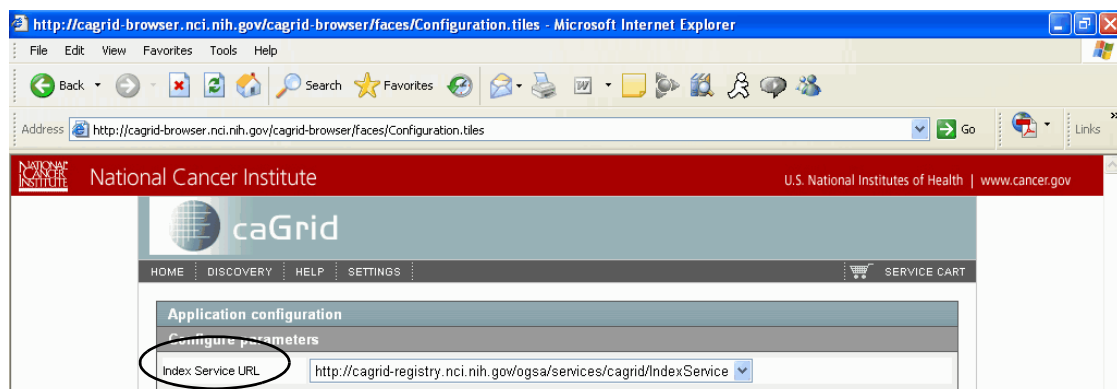 http://cagrid-browser.nci.nih.gov/cagrid-browser/faces/Configuration.tiles - Microsoft Internet Explorer
File Edit View Favorites Tools Help
Back Search Favorites
Address http://cagrid-browser.nci.nih.gov/cagrid-browser/faces/Configuration.tiles Go Links »
NATIONAL CANCER INSTITUTE National Cancer Institute U.S. National Institutes of Health | www.cancer.gov
caGrid
HOME DISCOVERY HELP SETTINGS SERVICE CART
Application configuration
Configure parameters
Index Service URL http://cagrid-registry.nci.nih.gov/ogsa/services/cagrid/IndexService